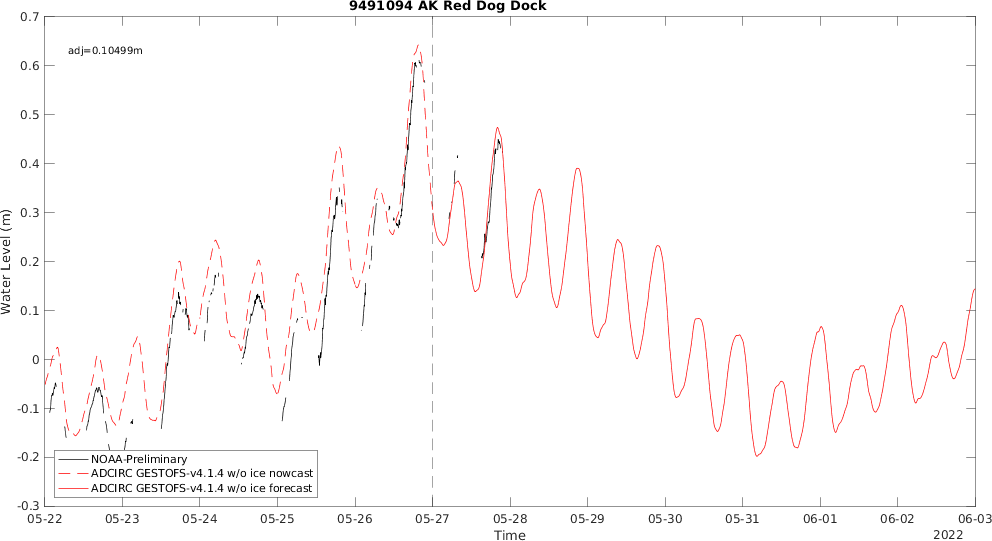 9491094 AK Red Dog Dock
adj=0.10499m
Water Level (m)
0.7
0.6
0.5
0.4
0.3
0.2
0.1
0
-0.1
-0.2
-0.3
NOAA-Preliminary
ADCIRC GESTOFS-v4.1.4 w/o ice nowcast
ADCIRC GESTOFS-v4.1.4 w/o ice forecast
05-22 05-23 05-24 05-25 05-26 05-27 05-28 05-29 05-30 05-31 06-01 06-02 06-03
Time
2022